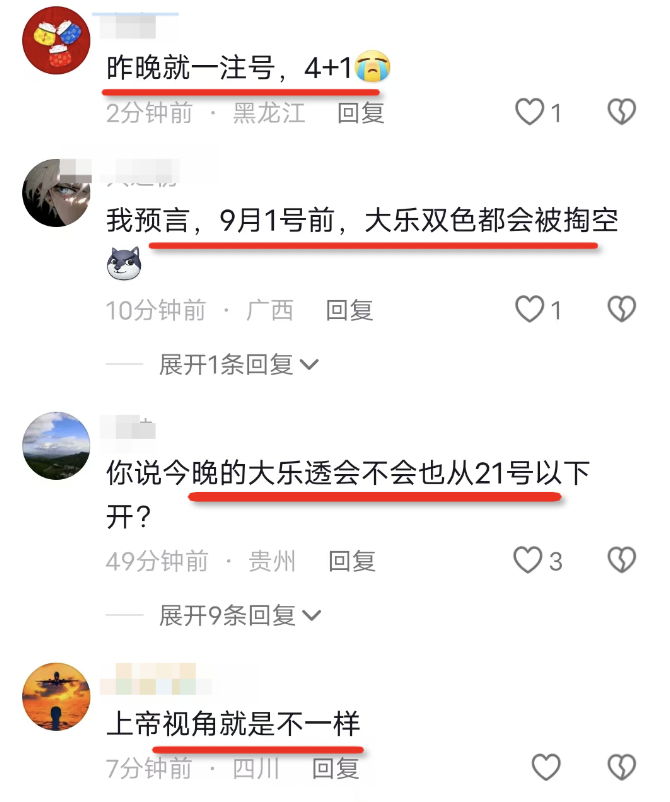 昨晚就一注号，4+1
2分钟前 · 黑龙江 回复 1
我预言，9月1号前，大乐双色都会被掏空
10分钟前 · 广西 回复 1
展开1条回复
你说今晚的大乐透会不会也从21号以下
开？
49分钟前 · 贵州 回复 3
展开9条回复
上帝视角就是不一样
7分钟前 · 四川 回复